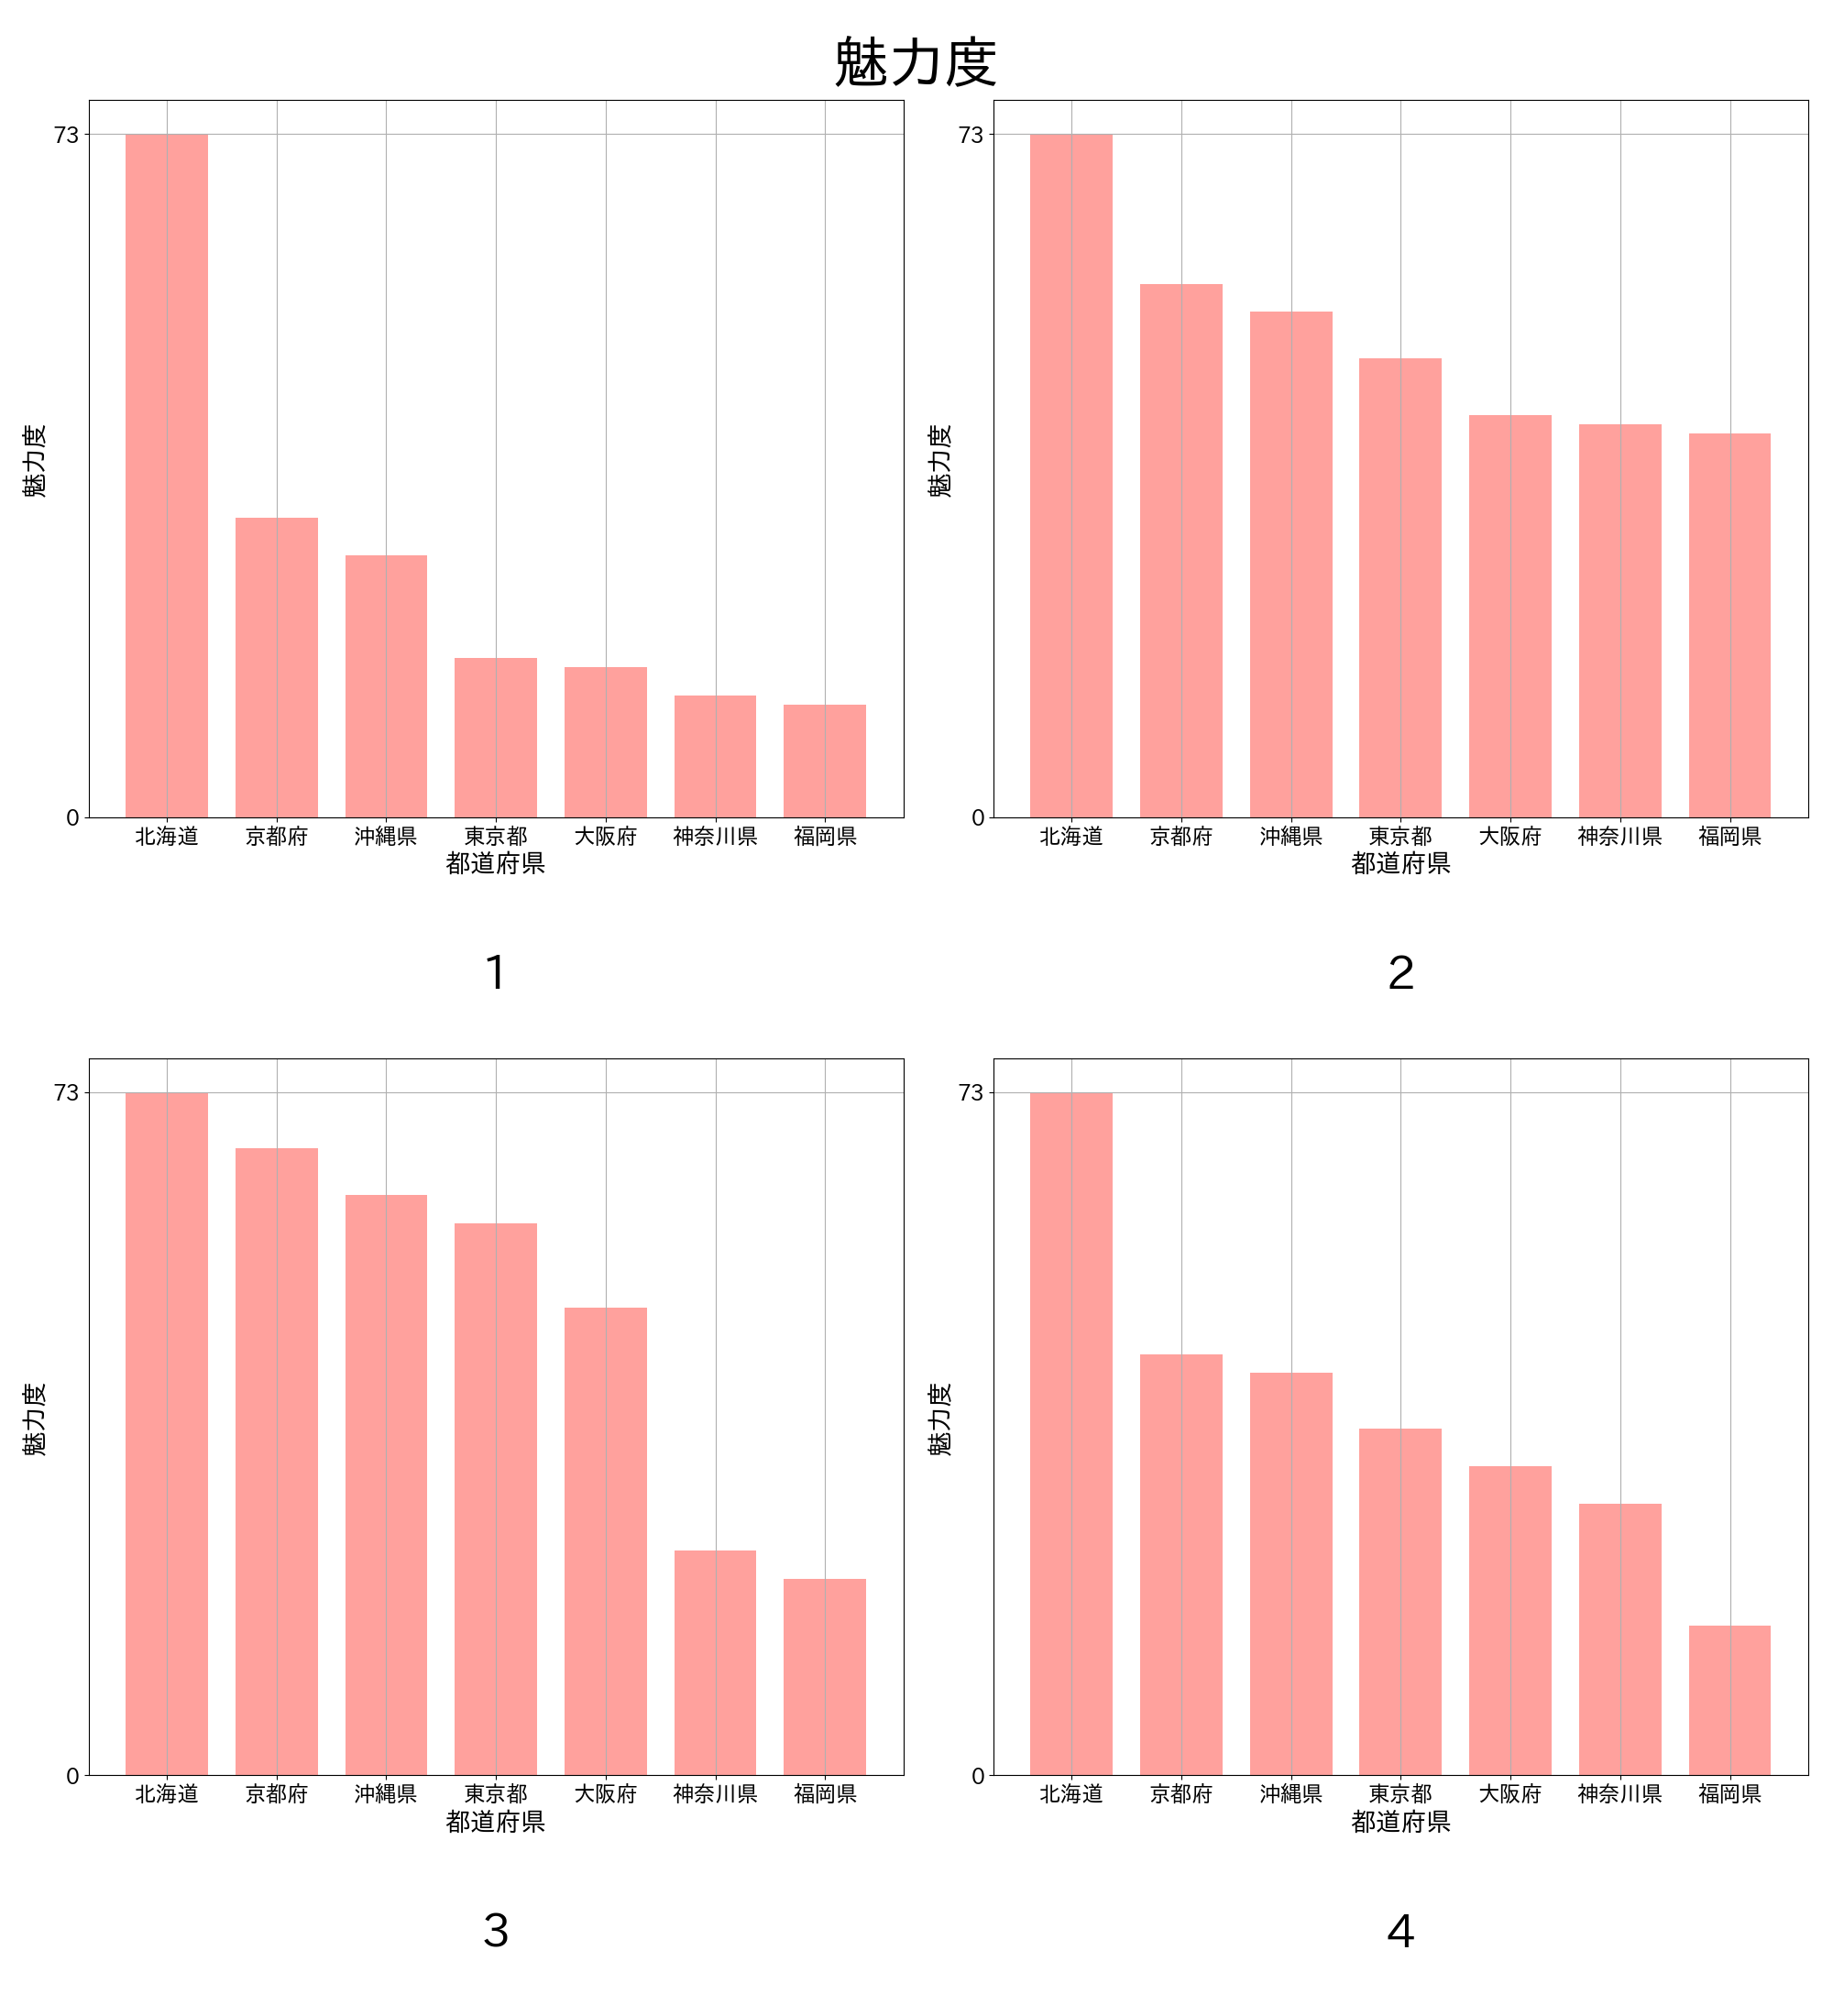 魅力度
73
0
魅力度
北海道 京都府 沖縄県 東京都 大阪府 神奈川県 福岡県
都道府県
1
73
0
魅力度
北海道 京都府 沖縄県 東京都 大阪府 神奈川県 福岡県
都道府県
2
73
0
魅力度
北海道 京都府 沖縄県 東京都 大阪府 神奈川県 福岡県
都道府県
3
73
0
魅力度
北海道 京都府 沖縄県 東京都 大阪府 神奈川県 福岡県
都道府県
4